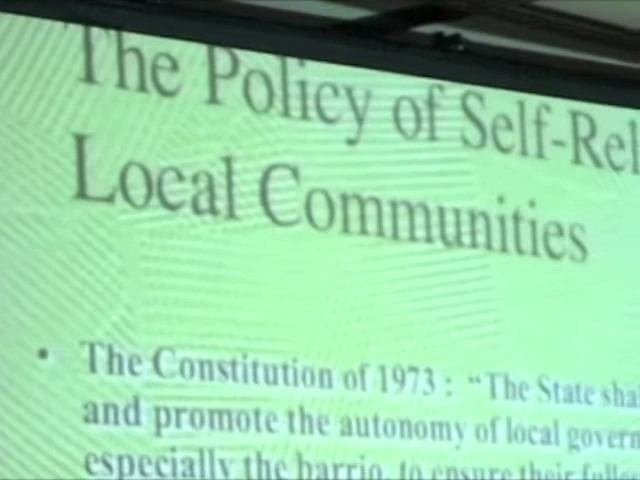 The Policy of Self-Rel
Local Communities
• The Constitution of 1973 : “The State sha
and promote the autonomy of local govern
especially the barrio, to ensure their fulle